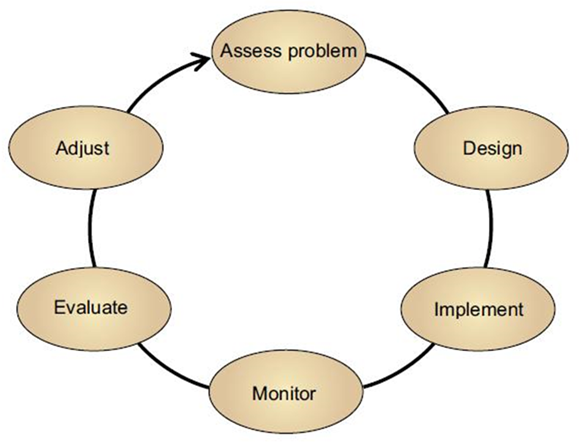 Assess problem
Design
Implement
Monitor
Evaluate
Adjust